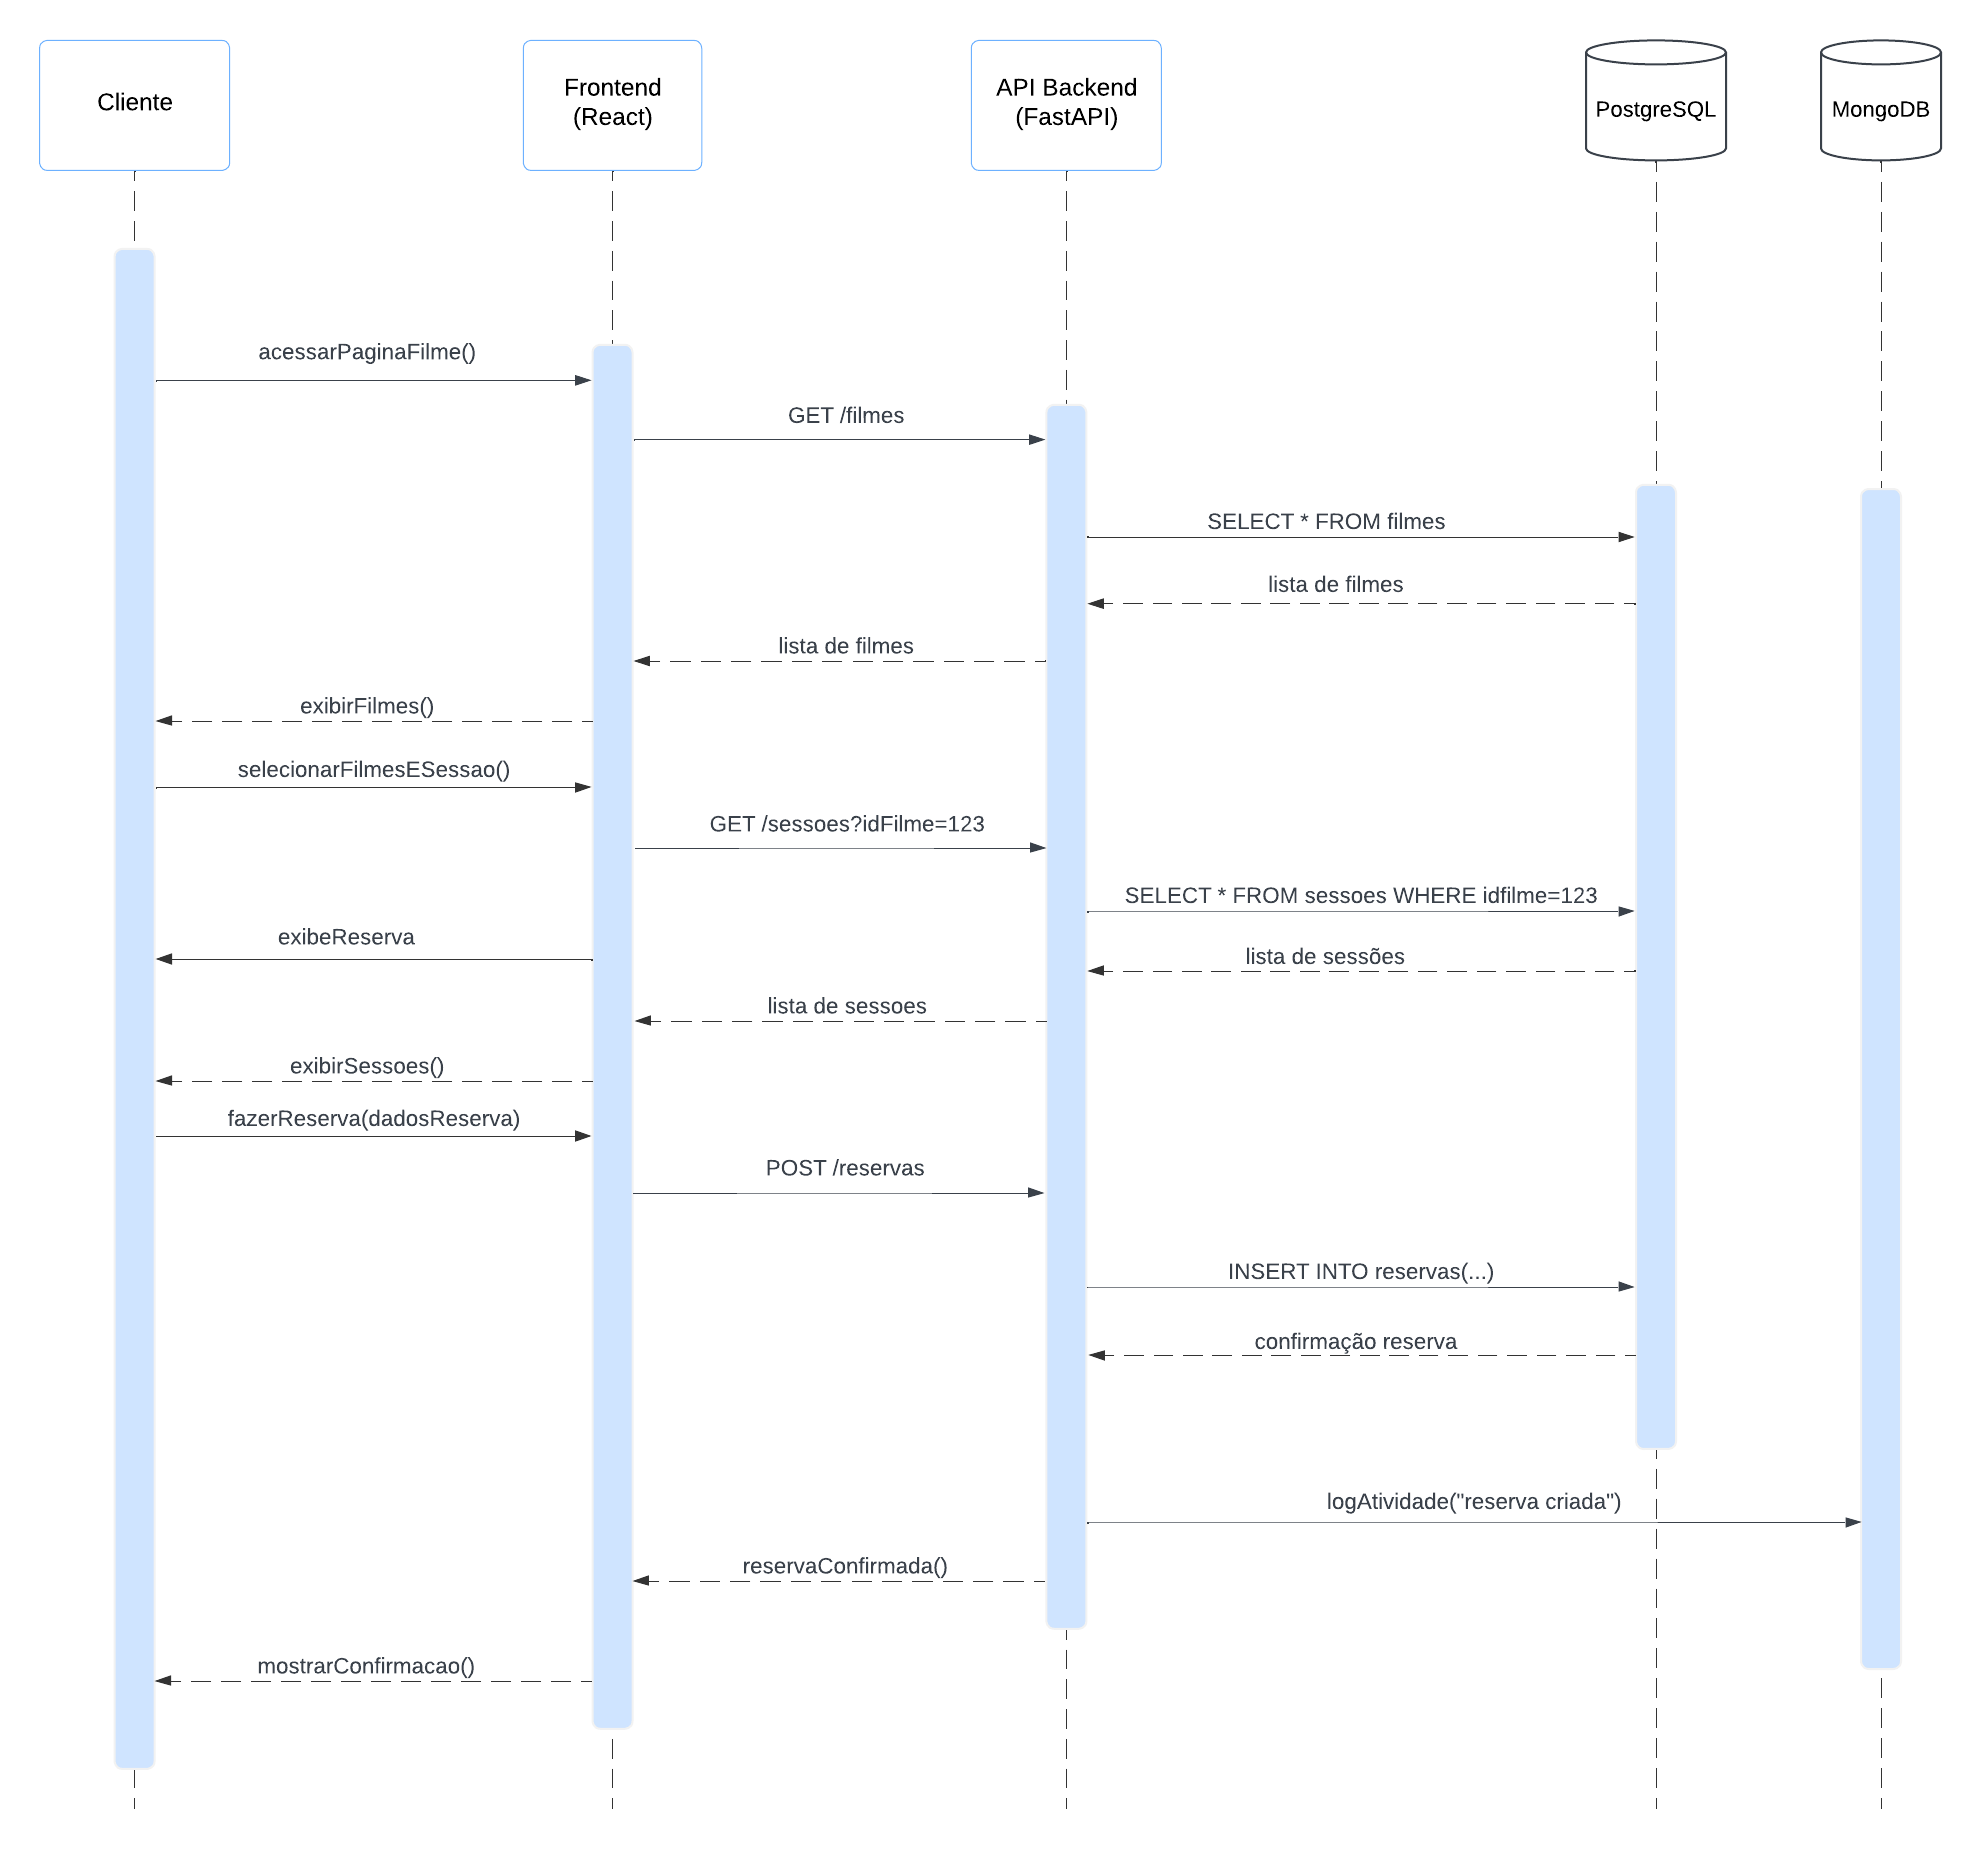 Cliente
Frontend
(React)
API Backend
(FastAPI)
PostgreSQL
MongoDB
acessarPaginaFilme()
GET /filmes
SELECT * FROM filmes
lista de filmes
lista de filmes
exibirFilmes()
selecionarFilmesESessao()
GET /sessoes?idFilme=123
SELECT * FROM sessoes WHERE idfilme=123
exibeReserva
lista de sessões
lista de sessoes
exibirSessoes()
fazerReserva(dadosReserva)
POST /reservas
INSERT INTO reservas(...)
confirmação reserva
logAtividade("reserva criada")
reservaConfirmada()
mostrarConfirmacao()